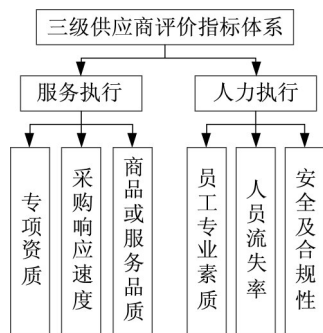 三级供应商评价指标体系
服务执行
人力执行
专项资质
采购响应速度
商品或服务品质
员工专业素质
人员流失率
安全及合规性